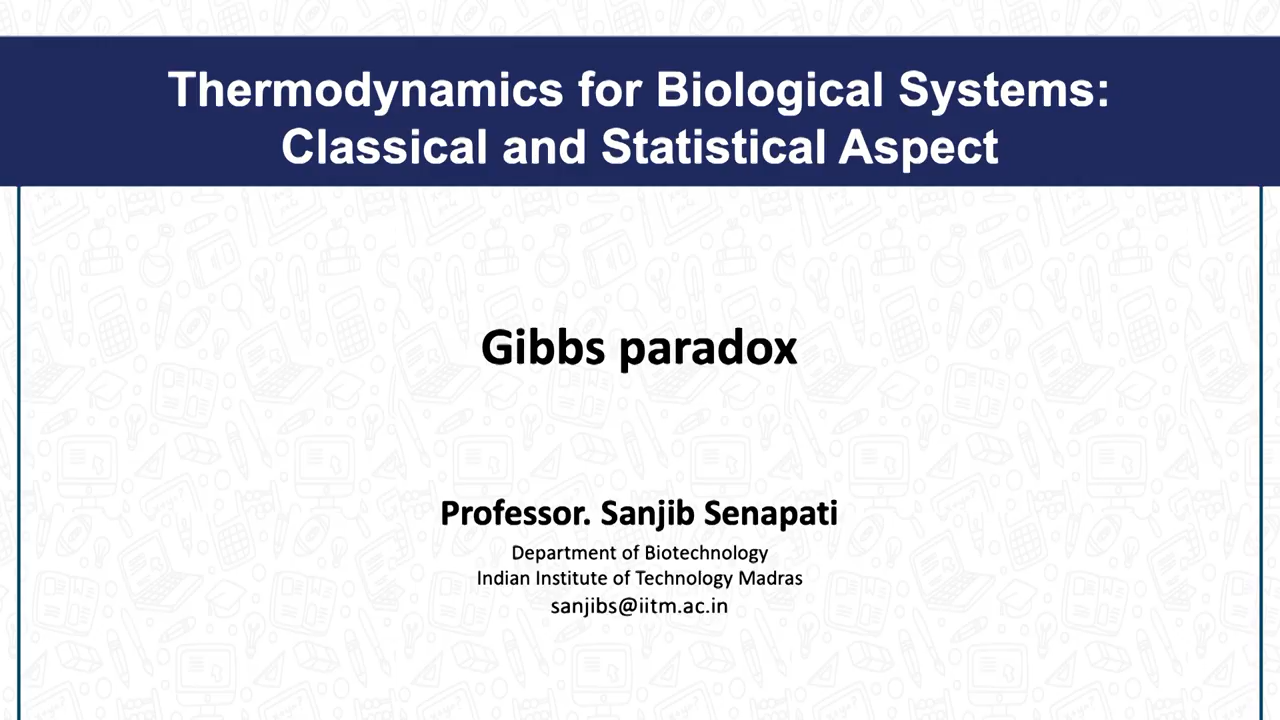 Thermodynamics for Biological Systems:
Classical and Statistical Aspect
Gibbs paradox
Professor. Sanjib Senapati
Department of Biotechnology
Indian Institute of Technology Madras
sanjibs@iitm.ac.in